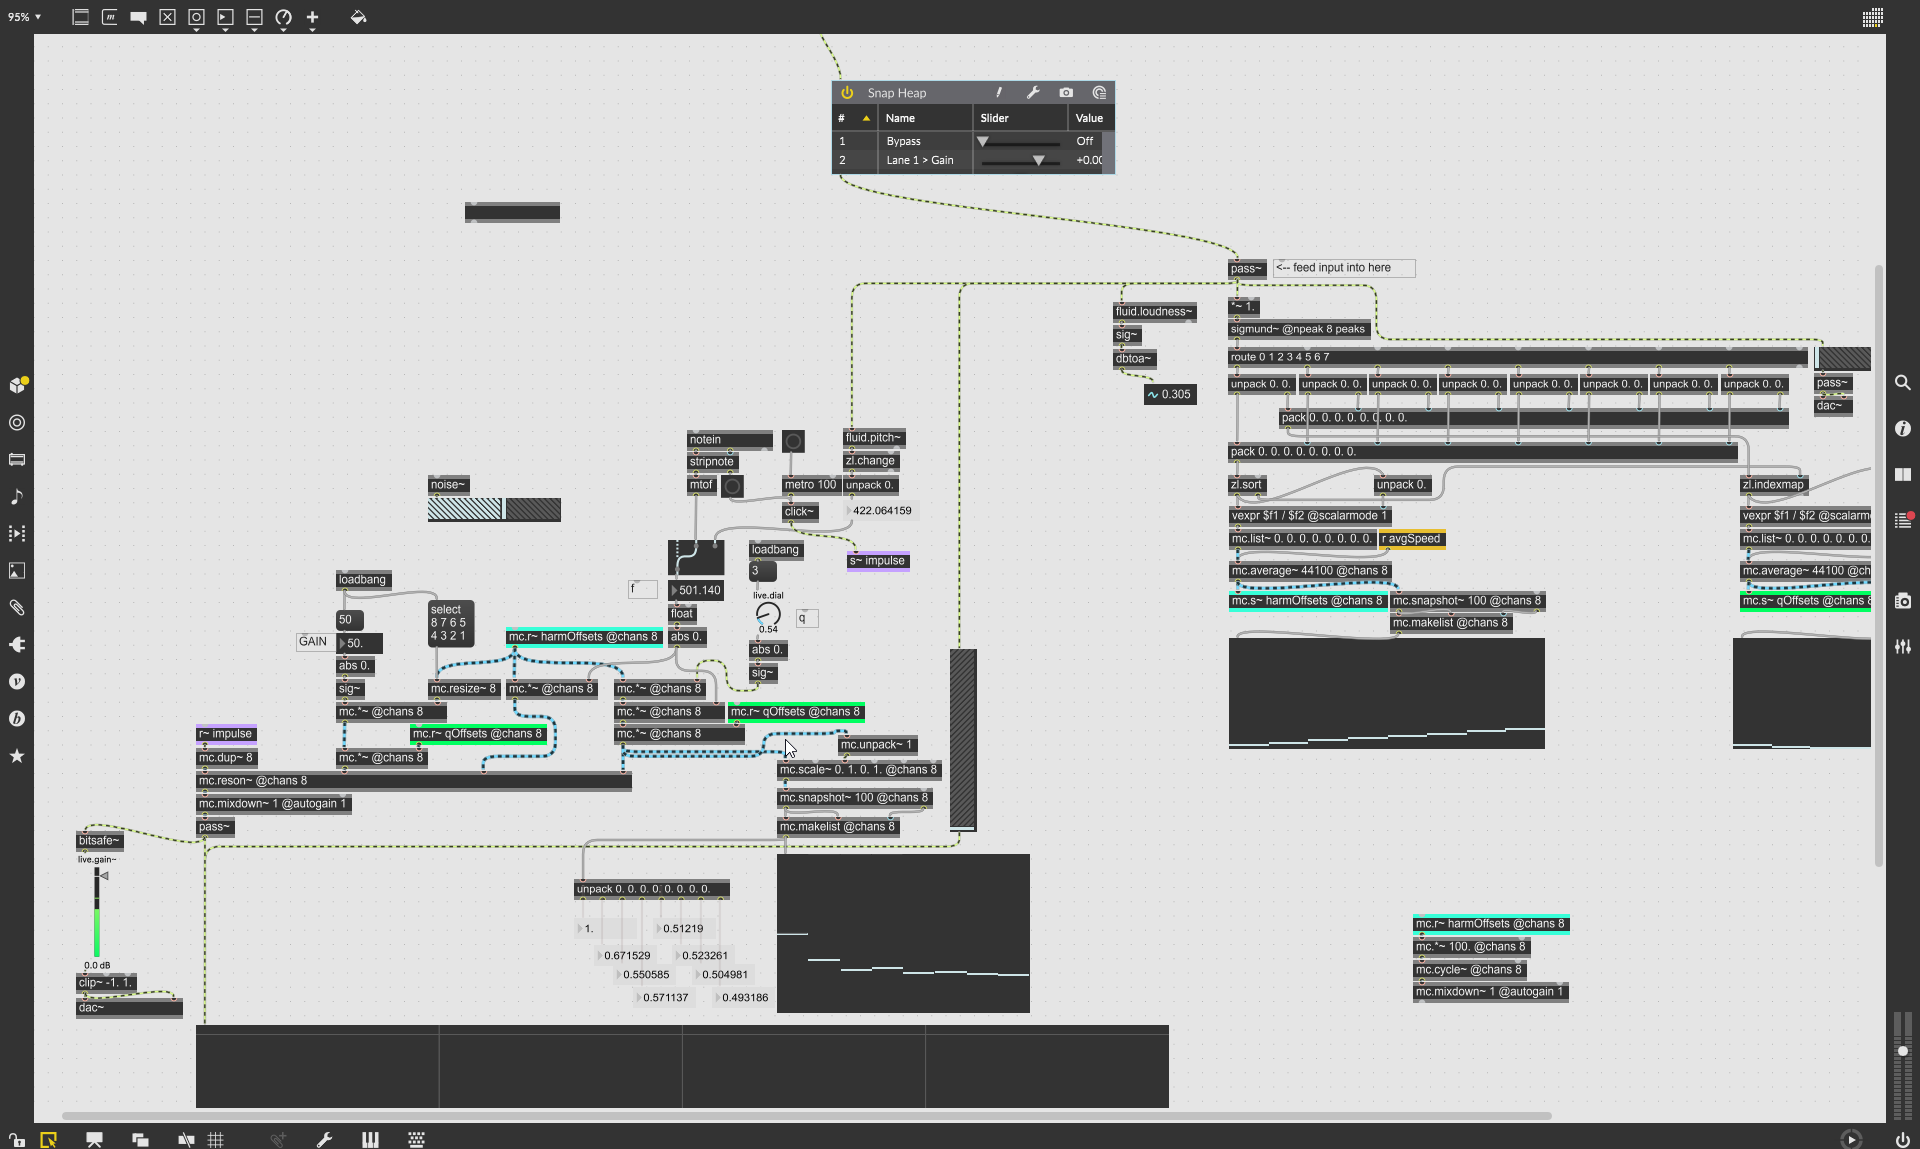 95%
Snap Heap
# Name Slider Value
1 Bypass Off
2 Lane 1 > Gain +0.00
pass~
<-- feed input into here
fluid.loudness~
*~ 1.
sig~
sigmund~ @npeak 8 peaks
dbtoa~
route 0 1 2 3 4 5 6 7
0.305
unpack 0. 0. unpack 0. 0. unpack 0. 0. unpack 0. 0. unpack 0. 0. unpack 0. 0. unpack 0. 0. unpack 0. 0.
pass~
dac~
pack 0. 0. 0. 0. 0. 0. 0. 0.
pack 0. 0. 0. 0. 0. 0. 0. 0.
notein
fluid.pitch~
stripnote
zl.change
mtof
metro 100
unpack 0.
click~
422.064159
noise~
zl.sort
unpack 0.
zl.indexmap
vexpr $f1 / $f2 @scalarmode 1
vexpr $f1 / $f2 @scalarm
mc.list~ 0. 0. 0. 0. 0. 0. 0. 0.
r avgSpeed
mc.list~ 0. 0. 0. 0. 0. 0. 0.
mc.average~ 44100 @chans 8
mc.average~ 44100 @ch
mc.s~ harmOffsets @chans 8
mc.snapshot~ 100 @chans 8
mc.s~ qOffsets @chans 8
mc.makelist @chans 8
loadbang
s~ impulse
3
f
501.140
live.dial
0.54
q
float
abs 0.
abs 0.
sig~
loadbang
50
select
8 7 6 5
4 3 2 1
GAIN
50.
mc.r~ harmOffsets @chans 8
abs 0.
sig~
mc.resize~ 8
mc.*~ @chans 8
mc.*~ @chans 8
mc.*~ @chans 8
mc.*~ @chans 8
mc.r~ qOffsets @chans 8
r~ impulse
mc.r~ qOffsets @chans 8
mc.*~ @chans 8
mc.unpack~ 1
mc.dup~ 8
mc.*~ @chans 8
mc.scale~ 0. 1. 0. 1. @chans 8
mc.reson~ @chans 8
mc.snapshot~ 100 @chans 8
mc.mixdown~ 1 @autogain 1
pass~
mc.makelist @chans 8
bitsafe~
live.gain~
0.0 dB
clip~ -1. 1.
dac~
unpack 0. 0. 0. 0. 0. 0. 0. 0.
1.
0.51219
0.671529
0.523261
0.550585
0.504981
0.571137
0.493186
mc.r~ harmOffsets @chans 8
mc.*~ 100. @chans 8
mc.cycle~ @chans 8
mc.mixdown~ 1 @autogain 1